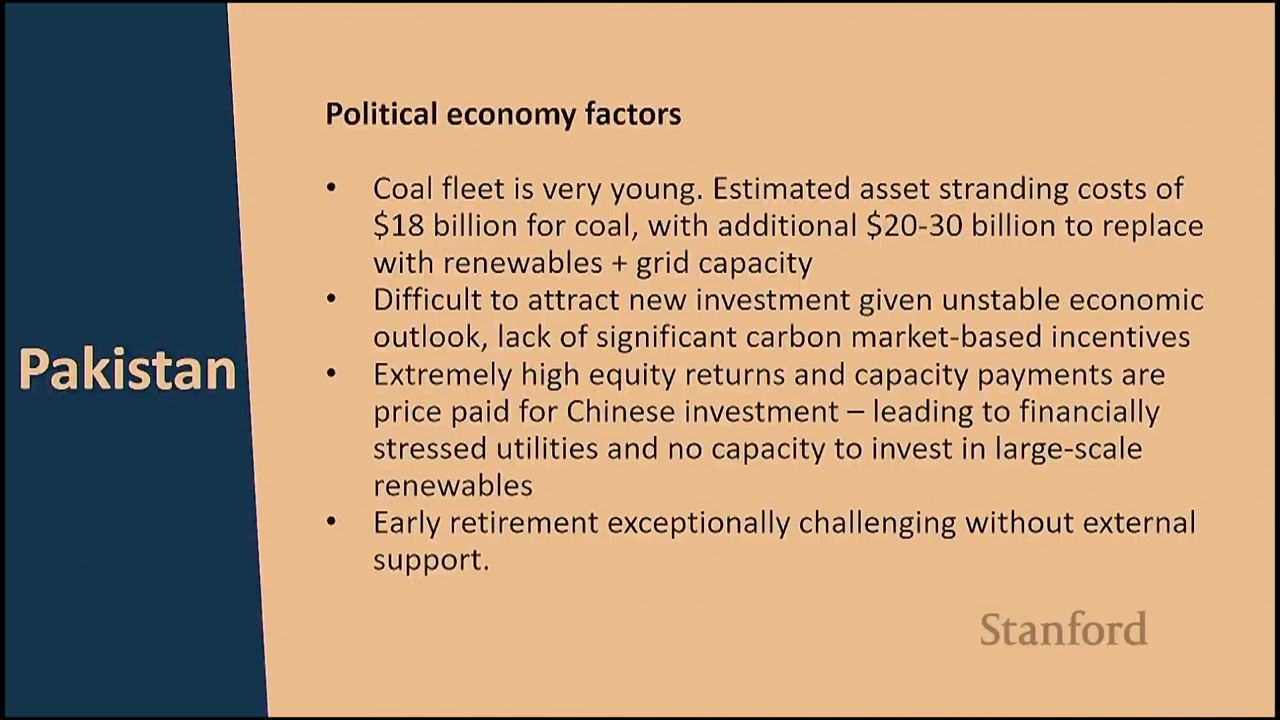 Political economy factors
• Coal fleet is very young. Estimated asset stranding costs of
$18 billion for coal, with additional $20-30 billion to replace
with renewables + grid capacity
• Difficult to attract new investment given unstable economic
outlook, lack of significant carbon market-based incentives
Pakistan
• Extremely high equity returns and capacity payments are
price paid for Chinese investment – leading to financially
stressed utilities and no capacity to invest in large-scale
renewables
• Early retirement exceptionally challenging without external
support.
Stanford